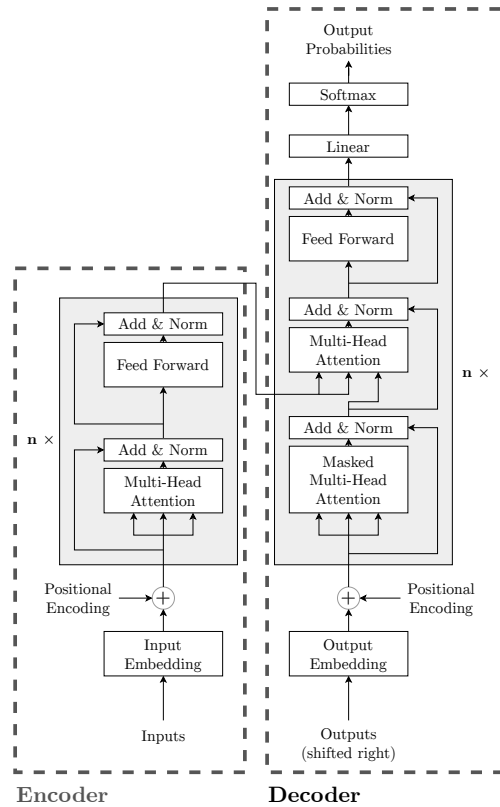 Output
Probabilities
Softmax
Linear
Add & Norm
Feed Forward
Add & Norm
Multi-Head
Attention
n ×
Add & Norm
Masked
Multi-Head
Attention
Positional
Encoding
+
Output
Embedding
Outputs
(shifted right)
Decoder
Add & Norm
Feed Forward
n ×
Add & Norm
Multi-Head
Attention
Positional
Encoding
+
Input
Embedding
Inputs
Encoder